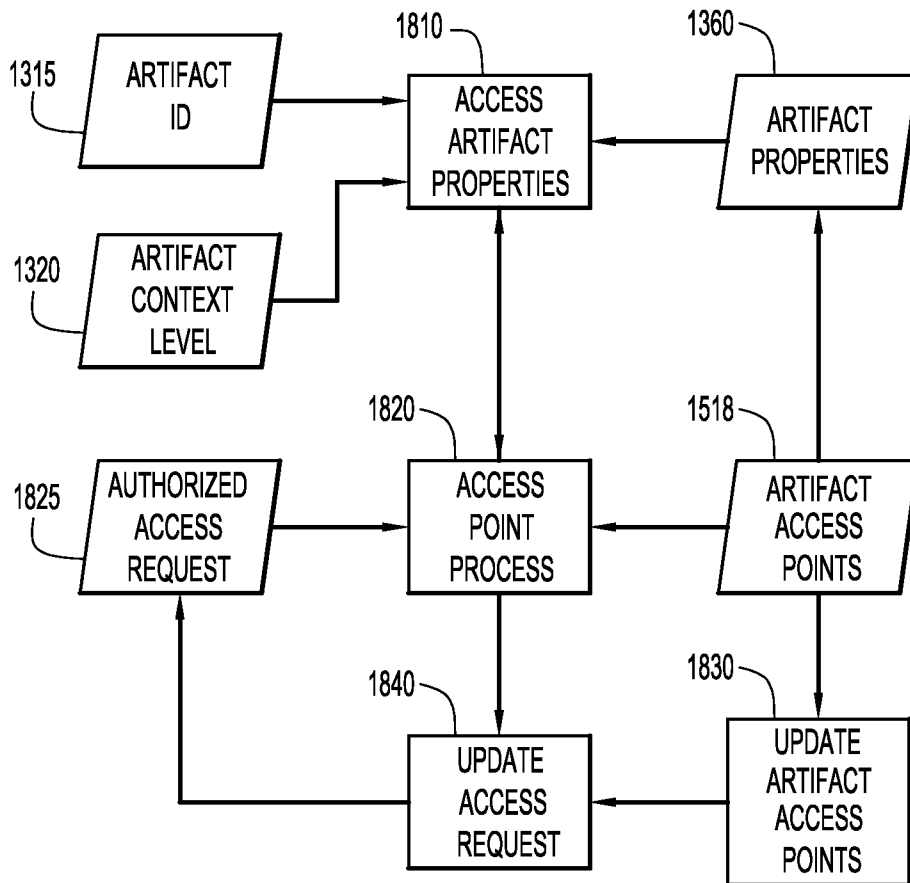 1315
ARTIFACT
ID
1810
ACCESS
ARTIFACT
PROPERTIES
1360
ARTIFACT
PROPERTIES
1320
ARTIFACT
CONTEXT
LEVEL
1825
AUTHORIZED
ACCESS
REQUEST
1820
ACCESS
POINT
PROCESS
1518
ARTIFACT
ACCESS
POINTS
1840
UPDATE
ACCESS
REQUEST
1830
UPDATE
ARTIFACT
ACCESS
POINTS